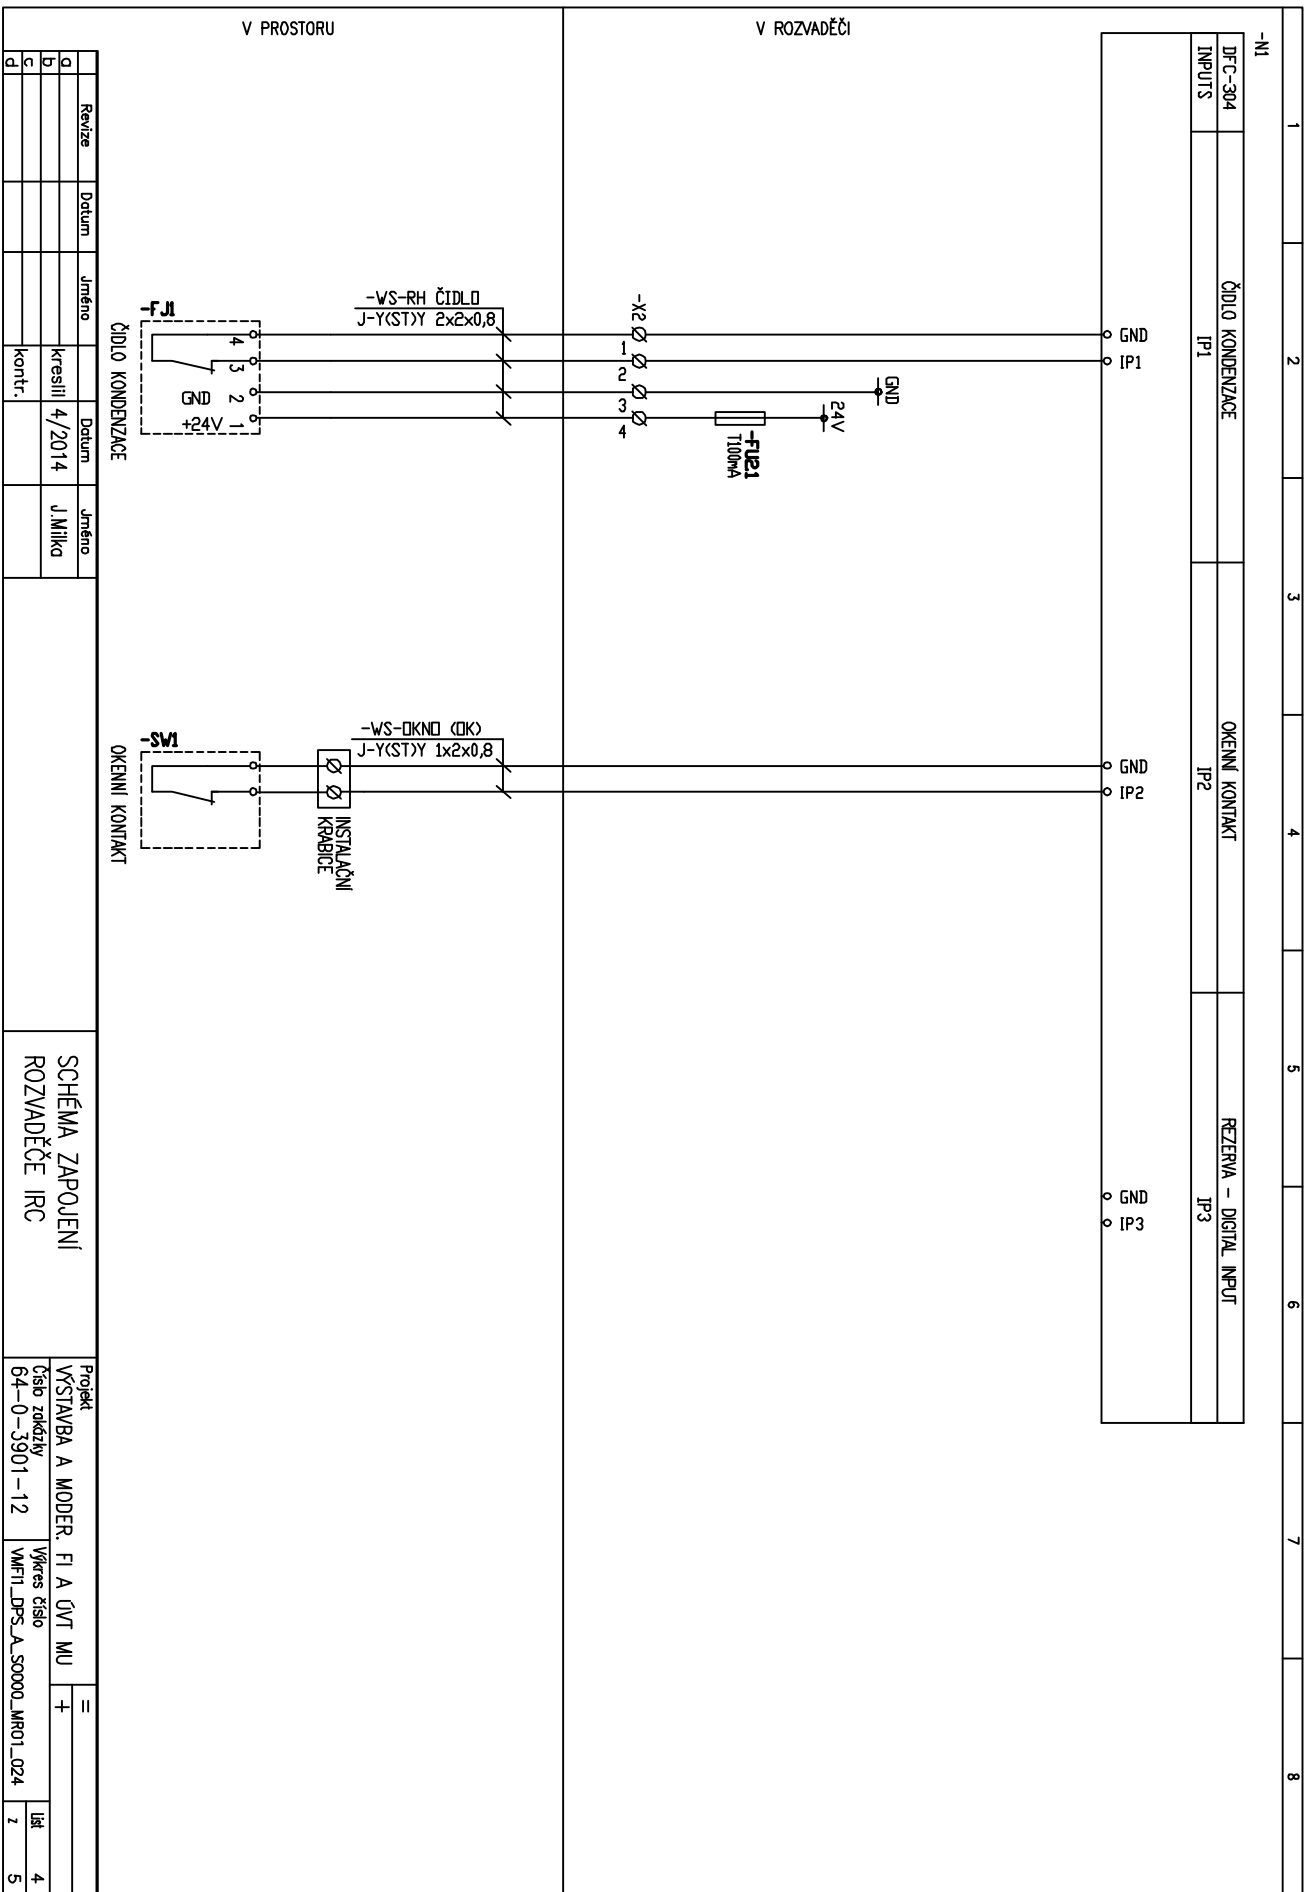 1 2 3 4 5 6 7 8
-N1
DFC-304 ČIDLO KONDENZACE OKENNÍ KONTAKT REZERVA - DIGITAL INPUT
INPUTS IP1 IP2 IP3
GND IP1 GND IP2 GND IP3
V ROZVADĚČI
GND
24V
-FU2.1
T100mA
-X2
1 2 3 4
V PROSTORU
-WS-RH ČIDLO
J-Y(ST)Y 2x2x0,8
-WS-OKNO (OK)
J-Y(ST)Y 1x2x0,8
INSTALAČNÍ
KRABICE
-FJ1
4 3 2 1
GND
+24V
ČIDLO KONDENZACE
-SW1
OKENNÍ KONTAKT
Revize Datum Jméno Datum Jméno
a
b kreslil 4/2014 J.Milka
c
d kontr.
SCHÉMA ZAPOJENÍ
ROZVADĚČE IRC
Projekt
VÝSTAVBA A MODER. FI A ÚVT MU
Číslo zakázky
64-0-3901-12
Výkres číslo
VMFI1_DPS_A_SO00_MR01_024
=
+
List 4
z 5